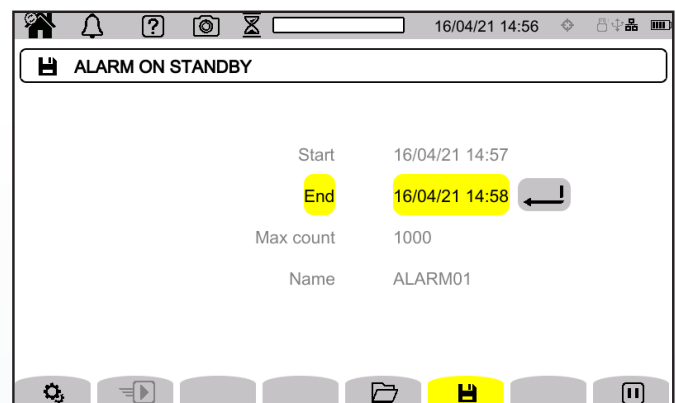 16/04/21 14:56
ALARM ON STANDBY
Start 16/04/21 14:57
End 16/04/21 14:58
Max count 1000
Name ALARM01